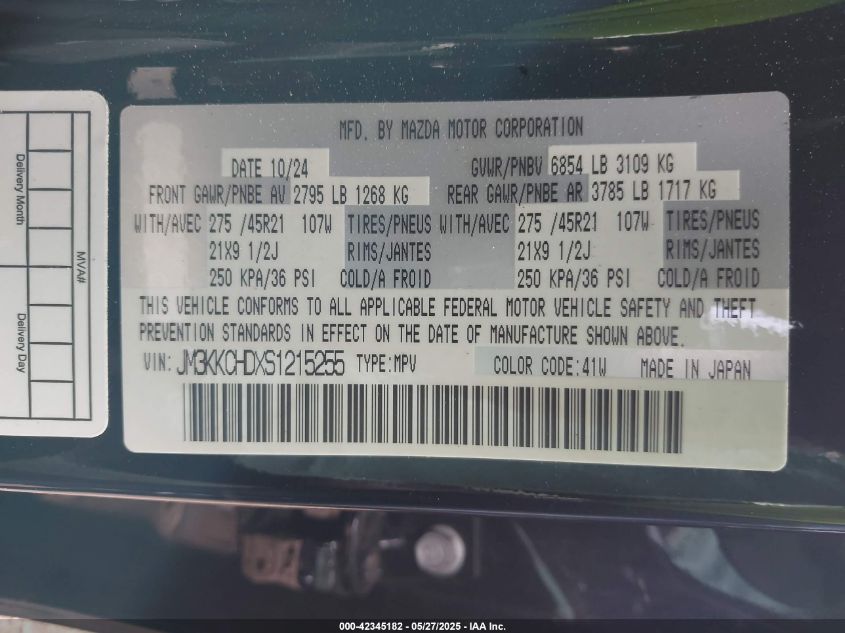 MFD. BY MAZDA MOTOR CORPORATION
DATE 10/24 GVWR/PNBV 6854 LB 3109 KG
FRONT GAWR/PNBE AV 2795 LB 1268 KG REAR GAWR/PNBE AR 3785 LB 1717 KG
WITH/AVEC 275 /45R21 107W TIRES/PNEUS WITH/AVEC 275 /45R21 107W TIRES/PNEUS
21X9 1/2J RIMS/JANTES 21X9 1/2J RIMS/JANTES
250 KPA/36 PSI COLD/A FROID 250 KPA/36 PSI COLD/A FROID
THIS VEHICLE CONFORMS TO ALL APPLICABLE FEDERAL MOTOR VEHICLE SAFETY AND THEFT
PREVENTION STANDARDS IN EFFECT ON THE DATE OF MANUFACTURE SHOWN ABOVE.
VIN: JM3KKCHDXS1215255 TYPE:MPV COLOR CODE:41W MADE IN JAPAN
Delivery Month
MVA#
Delivery Day
000-42345182 - 05/27/2025 - IAA Inc.